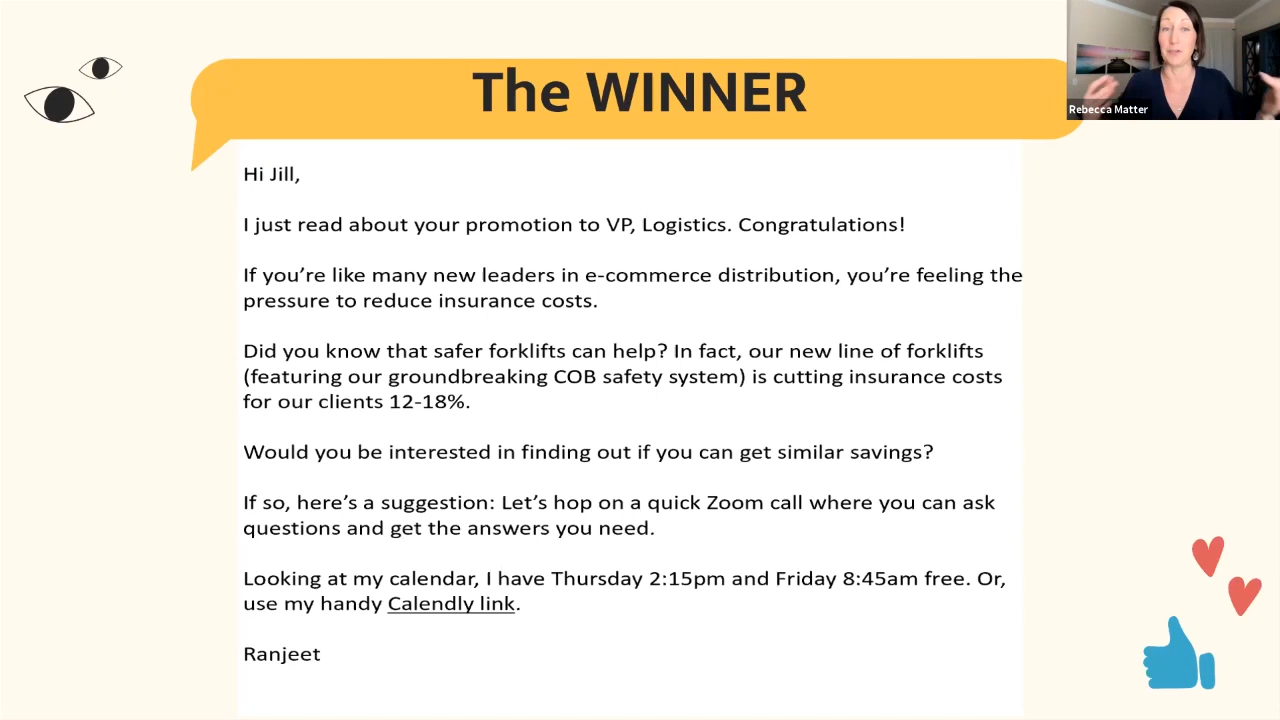 The WINNER
Rebecca Matter
Hi Jill,
I just read about your promotion to VP, Logistics. Congratulations!
If you’re like many new leaders in e-commerce distribution, you’re feeling the
pressure to reduce insurance costs.
Did you know that safer forklifts can help? In fact, our new line of forklifts
(featuring our groundbreaking COB safety system) is cutting insurance costs
for our clients 12-18%.
Would you be interested in finding out if you can get similar savings?
If so, here’s a suggestion: Let’s hop on a quick Zoom call where you can ask
questions and get the answers you need.
Looking at my calendar, I have Thursday 2:15pm and Friday 8:45am free. Or,
use my handy Calendly link.
Ranjeet